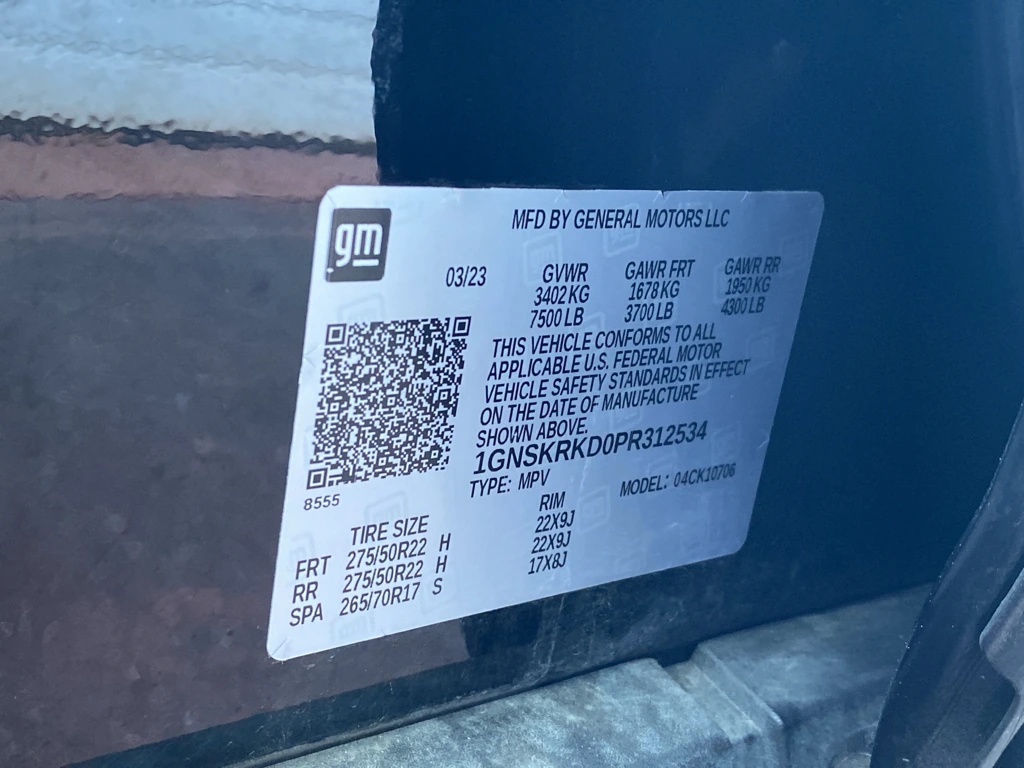 gm
MFD BY GENERAL MOTORS LLC
03/23 GVWR GAWR FRT GAWR RR
3402 KG 1678 KG 1950 KG
7500 LB 3700 LB 4300 LB
THIS VEHICLE CONFORMS TO ALL
APPLICABLE U.S. FEDERAL MOTOR
VEHICLE SAFETY STANDARDS IN EFFECT
ON THE DATE OF MANUFACTURE
SHOWN ABOVE.
1GNSKRKD0PR312534
TYPE: MPV MODEL: 04CK10706
8555
TIRE SIZE RIM
FRT 275/50R22 H 22X9J
RR 275/50R22 H 22X9J
SPA 265/70R17 S 17X8J